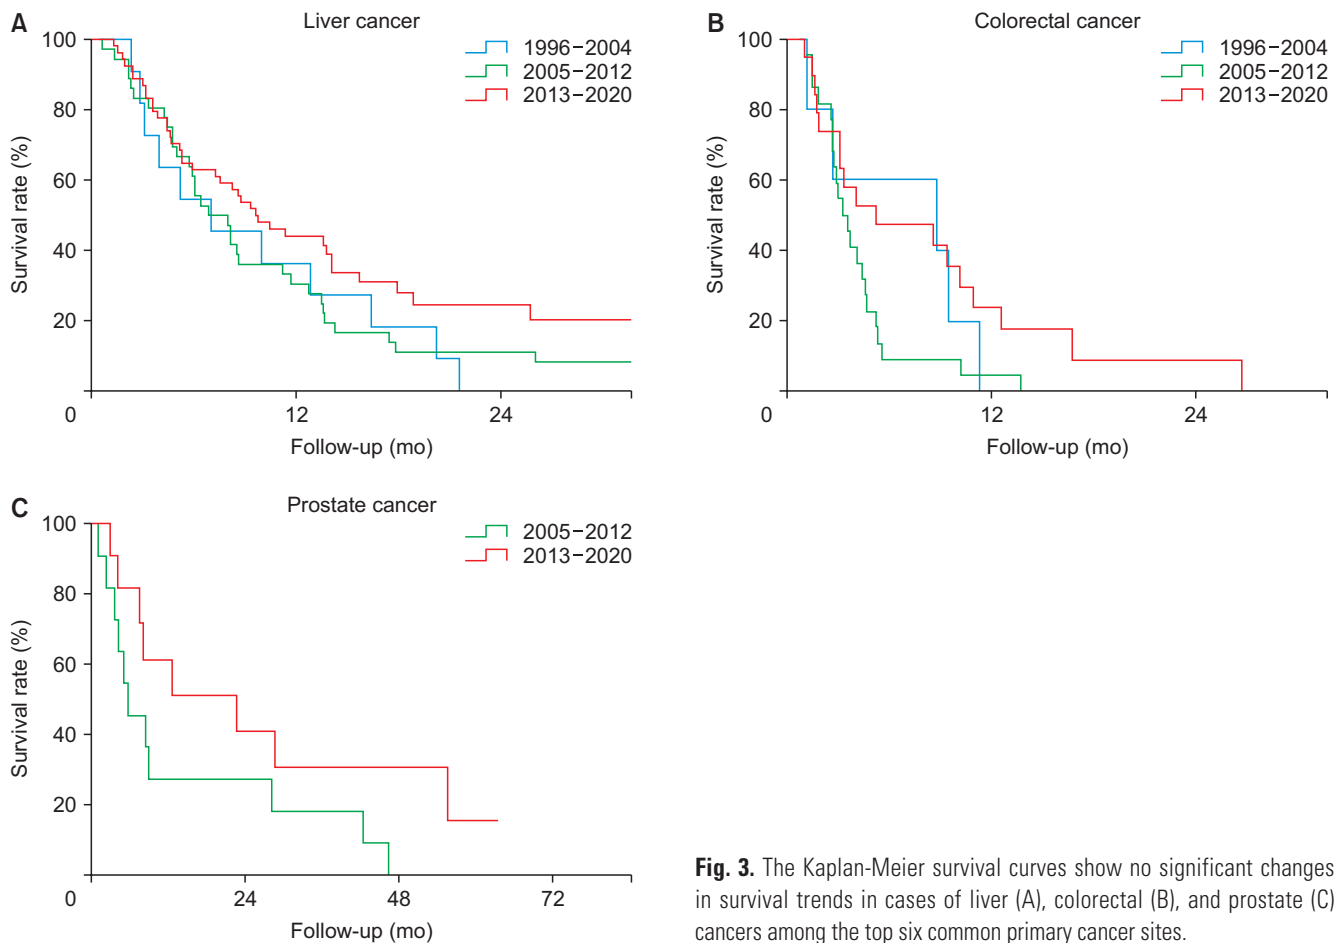 A
Liver cancer
1996–2004
2005–2012
2013–2020
Survival rate (%)
100
80
60
40
20
0
12
24
Follow-up (mo)
B
Colorectal cancer
1996–2004
2005–2012
2013–2020
Survival rate (%)
100
80
60
40
20
0
12
24
Follow-up (mo)
C
Prostate cancer
2005–2012
2013–2020
Survival rate (%)
100
80
60
40
20
0
24
48
72
Follow-up (mo)
Fig. 3. The Kaplan-Meier survival curves show no significant changes
in survival trends in cases of liver (A), colorectal (B), and prostate (C)
cancers among the top six common primary cancer sites.